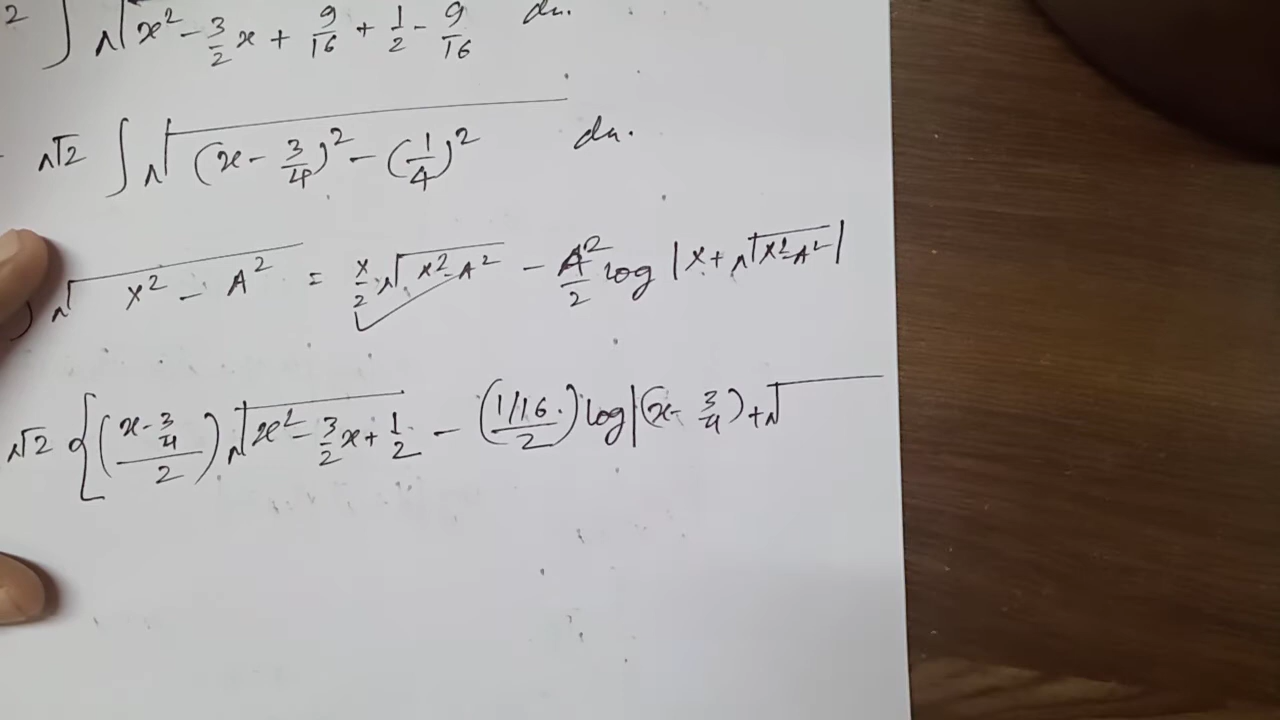 2 ∫ √(x² - 3/2 x + 9/16 + 1/2 - 9/16) dx.
√2 ∫ √((x - 3/4)² - (1/4)²) dx.
∫ √(X² - A²) = X/2 √(X² - A²) - A²/2 log |X + √(X² - A²)|
√2 {((x - 3/4)/2) √(x² - 3/2 x + 1/2) - ((1/16)/2) log |(x - 3/4) + √